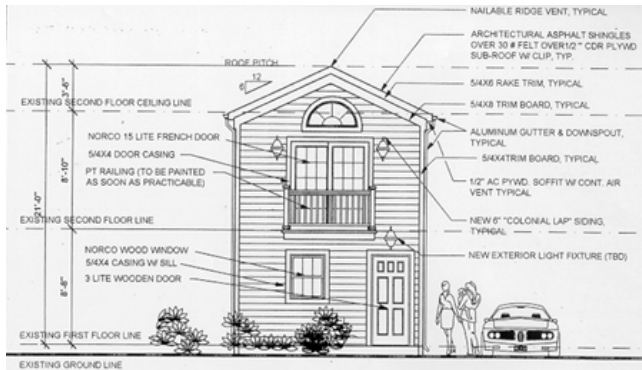 NAILABLE RIDGE VENT, TYPICAL
ARCHITECTURAL ASPHALT SHINGLES
OVER 30 # FELT OVER1/2" CDR PLYWD
SUB-ROOF W/ CLIP, TYP.
ROOF PITCH
12
6
5/4X6 RAKE TRIM, TYPICAL
3'-6"
EXISTING SECOND FLOOR CEILING LINE
5/4X8 TRIM BOARD, TYPICAL
ALUMINUM GUTTER & DOWNSPOUT,
TYPICAL
NORCO 15 LITE FRENCH DOOR
5/4X4 DOOR CASING
PT RAILING (TO BE PAINTED
AS SOON AS PRACTICABLE)
5/4X4TRIM BOARD, TYPICAL
1/2" AC PYWD. SOFFIT W/ CONT. AIR
VENT TYPICAL
8'-10"
21'-0"
EXISTING SECOND FLOOR LINE
NEW 6" "COLONIAL LAP" SIDING,
TYPICAL
NORCO WOOD WINDOW
5/4X4 CASING W/ SILL
3 LITE WOODEN DOOR
NEW EXTERIOR LIGHT FIXTURE (TBD)
8'-8"
EXISTING FIRST FLOOR LINE
EXISTING GROUND LINE